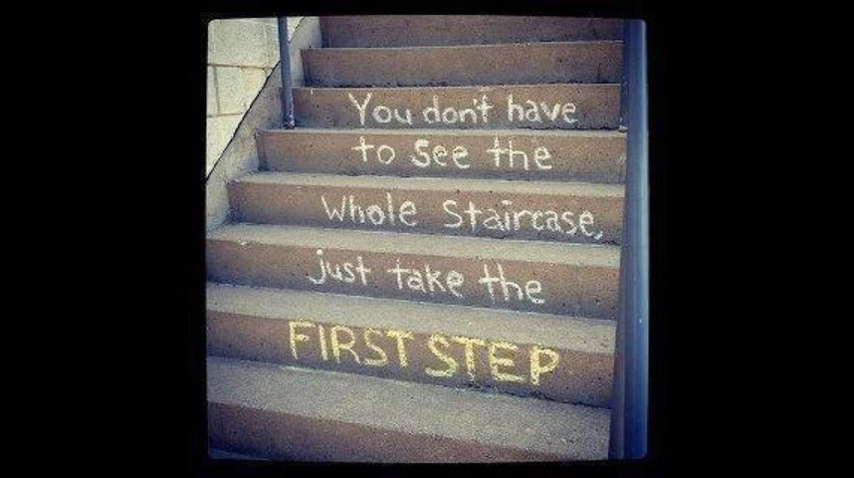 You don't have
to see the
whole staircase,
just take the
FIRST STEP